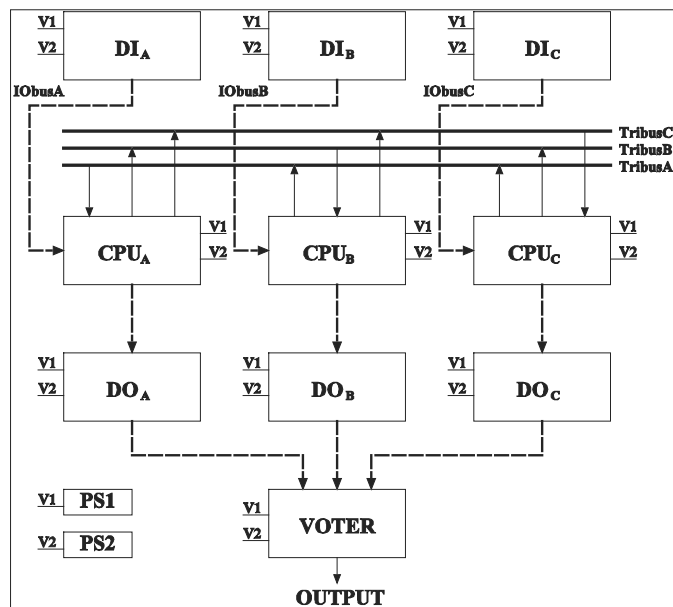 V1 DI_A V1 DI_B V1 DI_C
V2 V2 V2
IObusA IObusB IObusC
TribusC
TribusB
TribusA
CPU_A V1 CPU_B V1 CPU_C V1
V2 V2 V2
V1 DO_A V1 DO_B V1 DO_C
V2 V2 V2
V1 PS1
V1 VOTER
V2
V2 PS2
OUTPUT